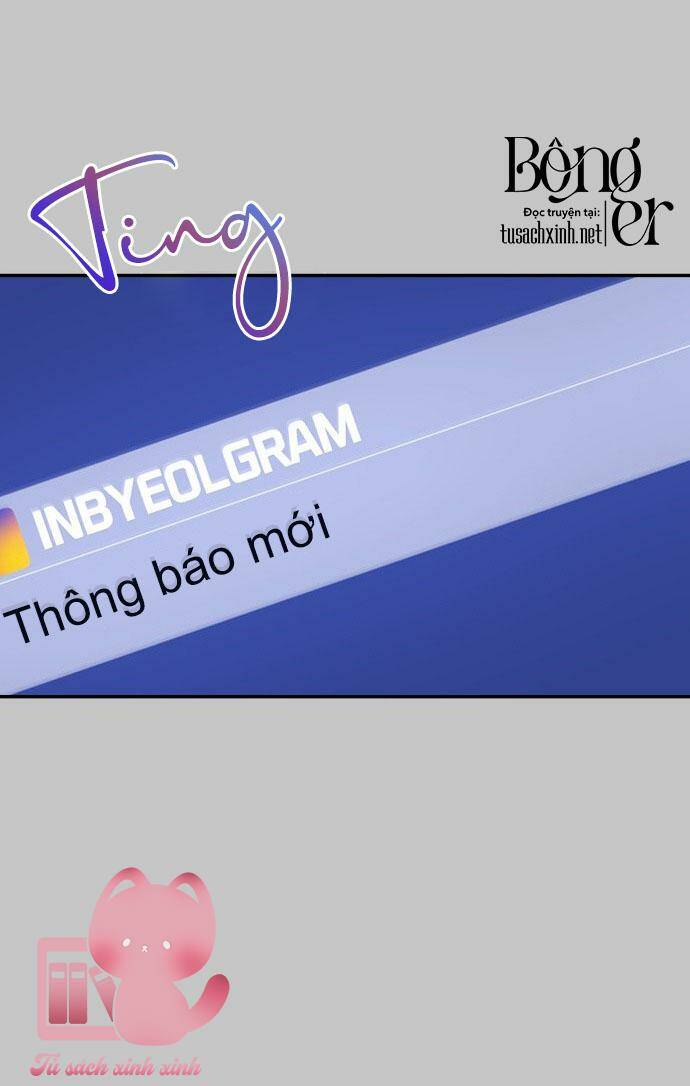 Ting
Bông
er
Đọc truyện tại:
tusachxinh.net
INBYEOLGRAM
Thông báo mới
Tủ sách xinh xinh